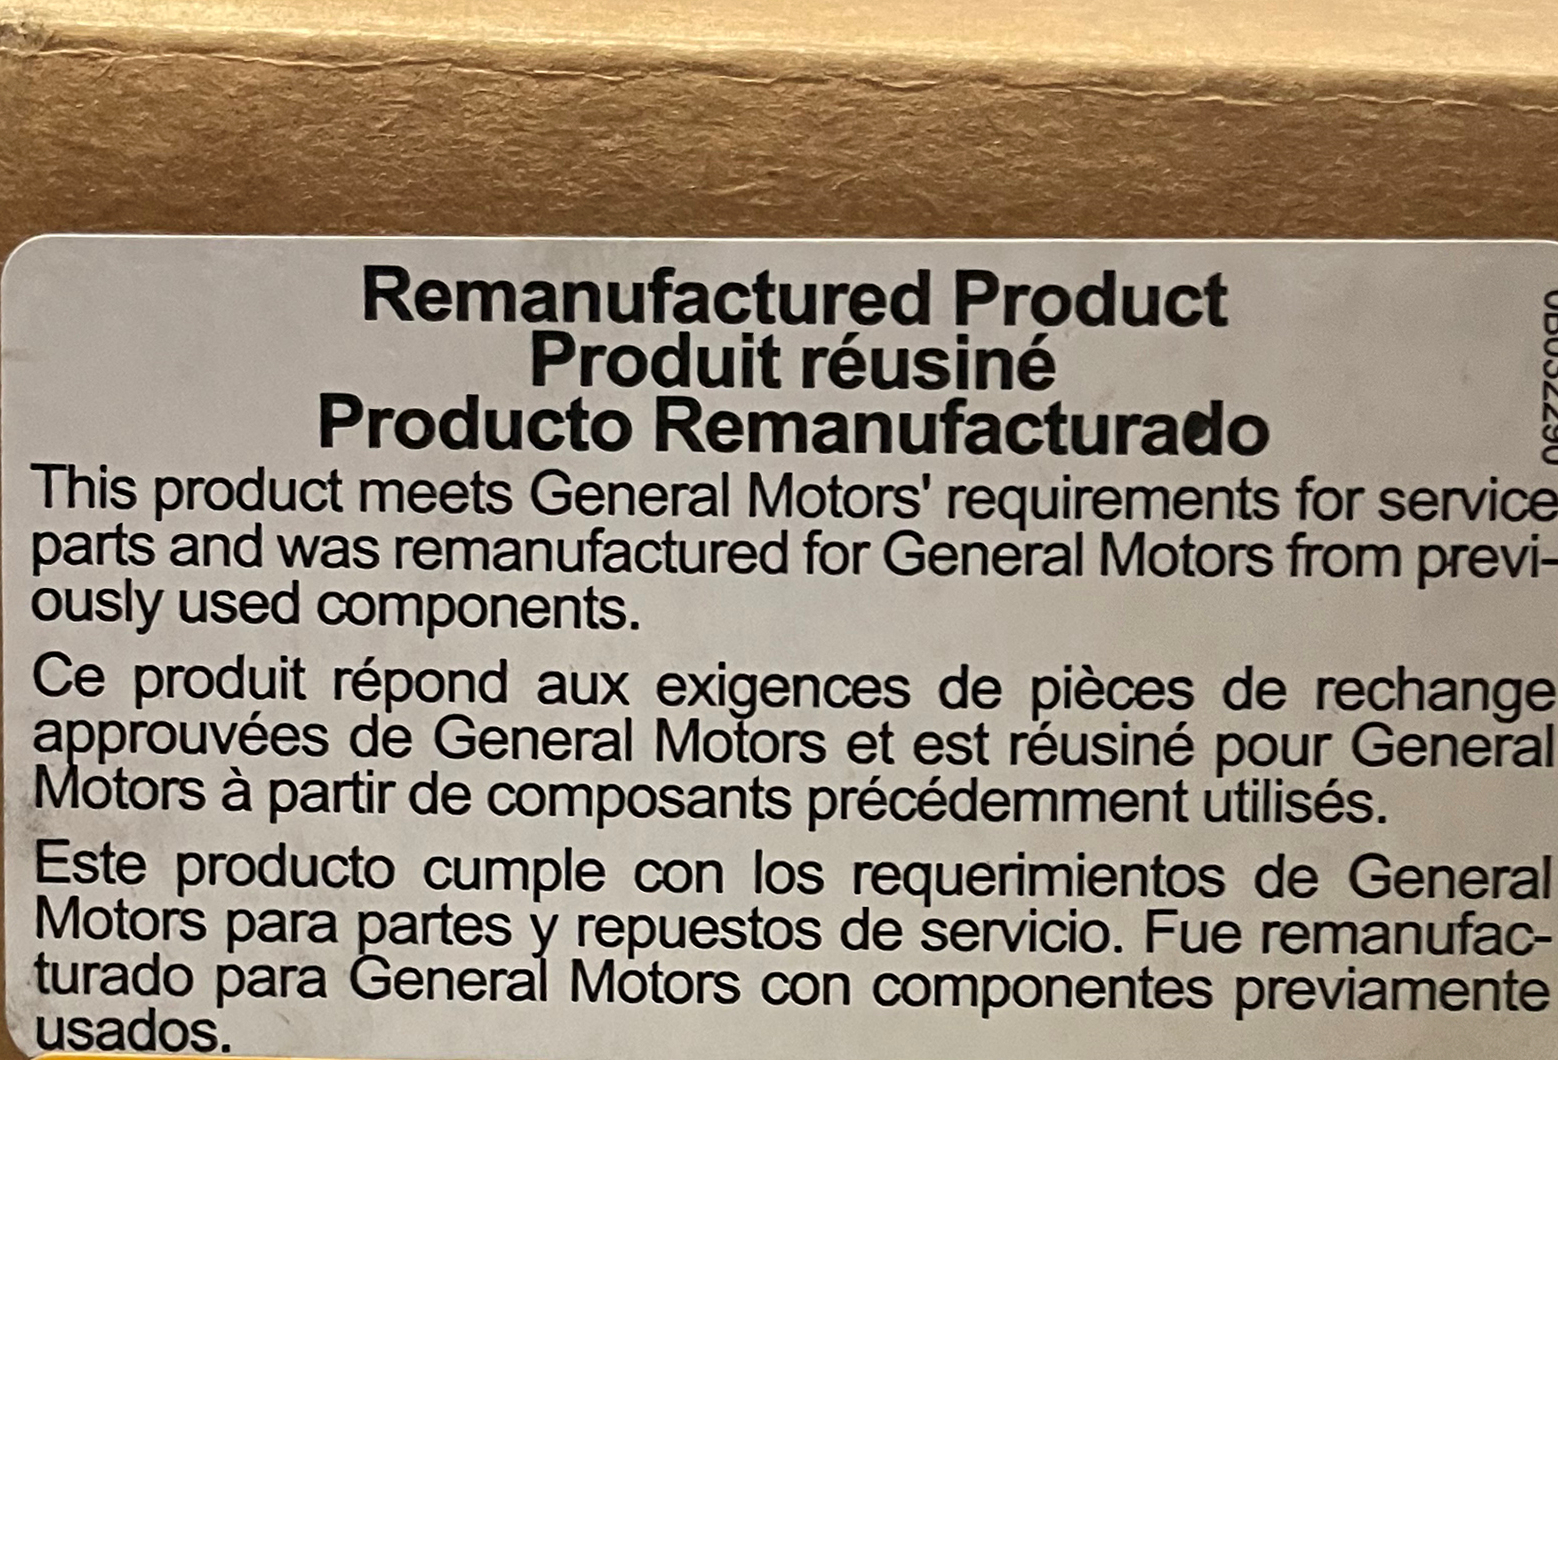 Remanufactured Product
Produit réusiné
Producto Remanufacturado
This product meets General Motors' requirements for service
parts and was remanufactured for General Motors from previ-
ously used components.
Ce produit répond aux exigences de pièces de rechange
approuvées de General Motors et est réusiné pour General
Motors à partir de composants précédemment utilisés.
Este producto cumple con los requerimientos de General
Motors para partes y repuestos de servicio. Fue remanufac-
turado para General Motors con componentes previamente
usados.